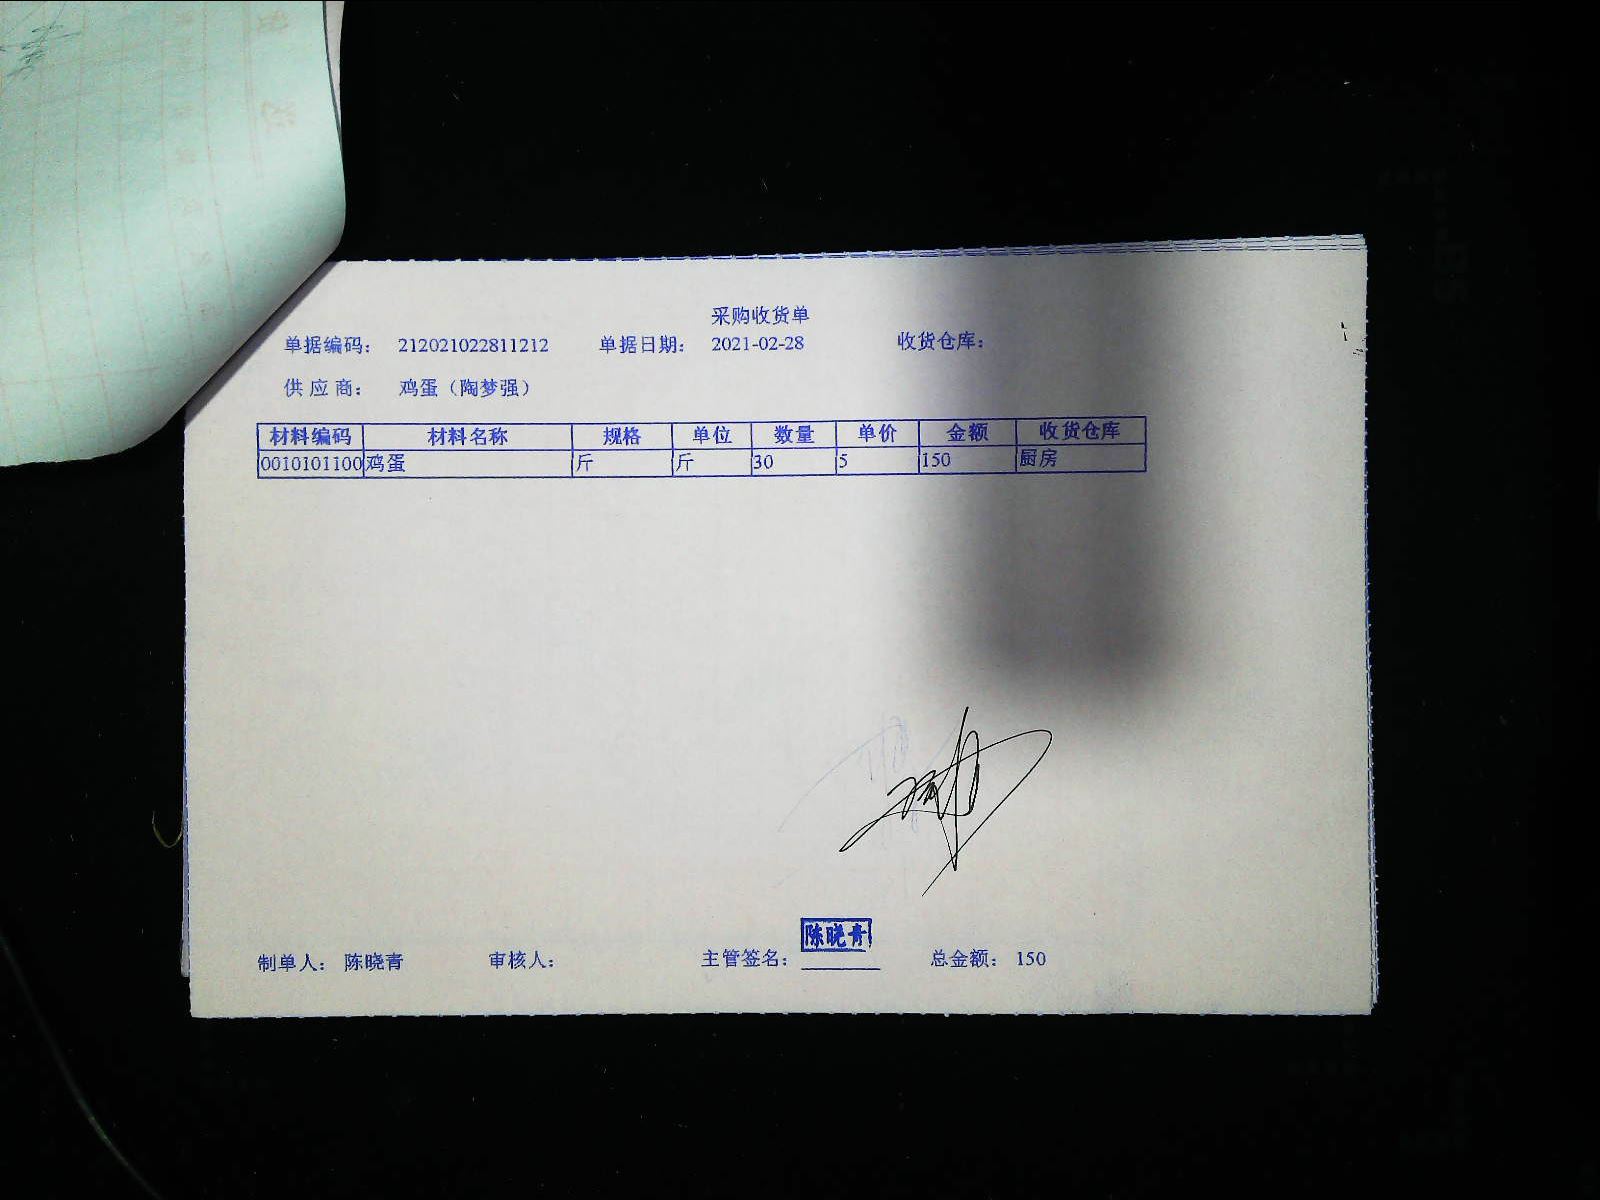 采购收货单
单据编码： 212021022811212 单据日期： 2021-02-28 收货仓库：
供应商： 鸡蛋（陶梦强）
材料编码 材料名称 规格 单位 数量 单价 金额 收货仓库
0010101100 鸡蛋 斤 斤 30 5 150 厨房
陈晓青
制单人： 陈晓青 审核人： 主管签名： 总金额： 150